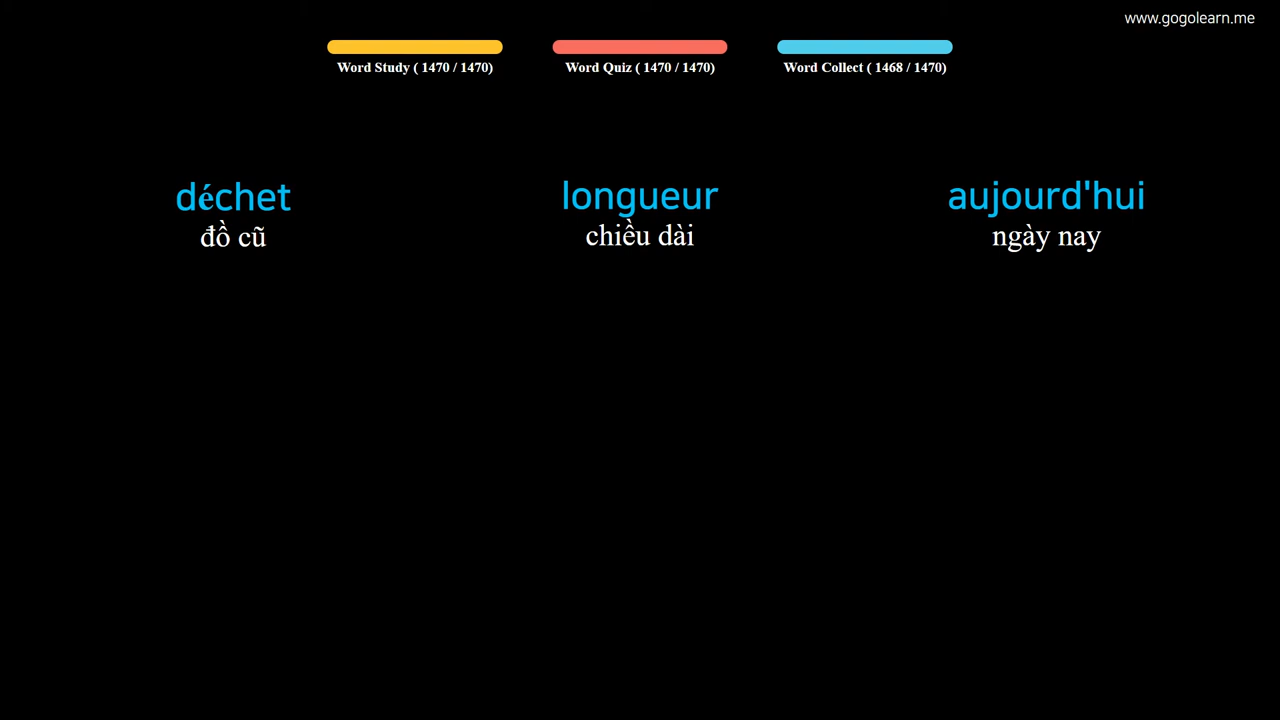 www.gogolearn.me
Word Study ( 1470 / 1470)
Word Quiz ( 1470 / 1470)
Word Collect ( 1468 / 1470)
déchet
đồ cũ
longueur
chiều dài
aujourd'hui
ngày nay